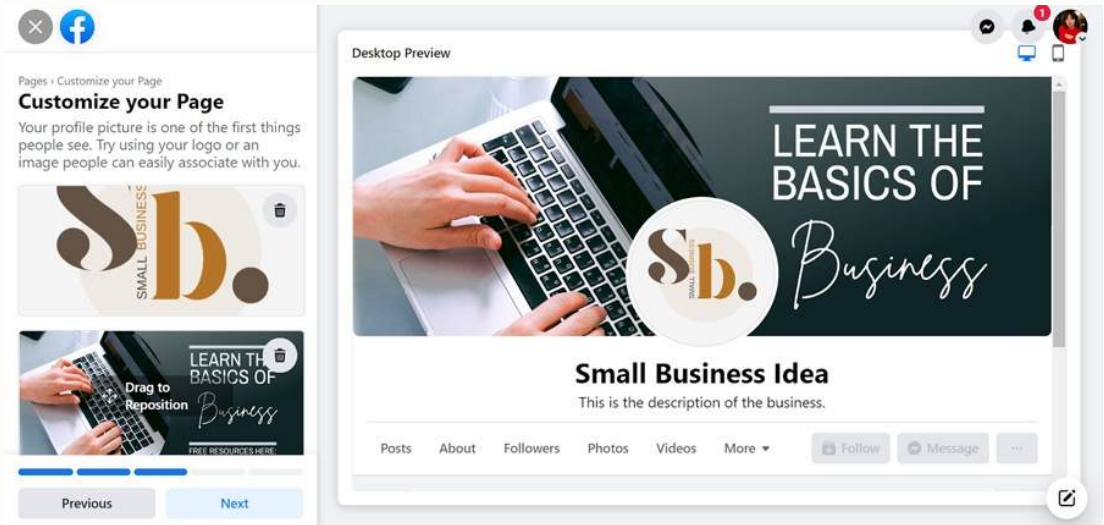 Pages › Customize your Page
Customize your Page
Your profile picture is one of the first things
people see. Try using your logo or an
image people can easily associate with you.
Sb.
SMALL BUSINESS
LEARN TH
BASICS OF
Business
FREE RESOURCES HERE:
Drag to
Reposition
Previous
Next
1
Desktop Preview
LEARN THE
BASICS OF
Business
Sb.
SMALL BUSINESS
Small Business Idea
This is the description of the business.
Posts About Followers Photos Videos More Follow Message ...